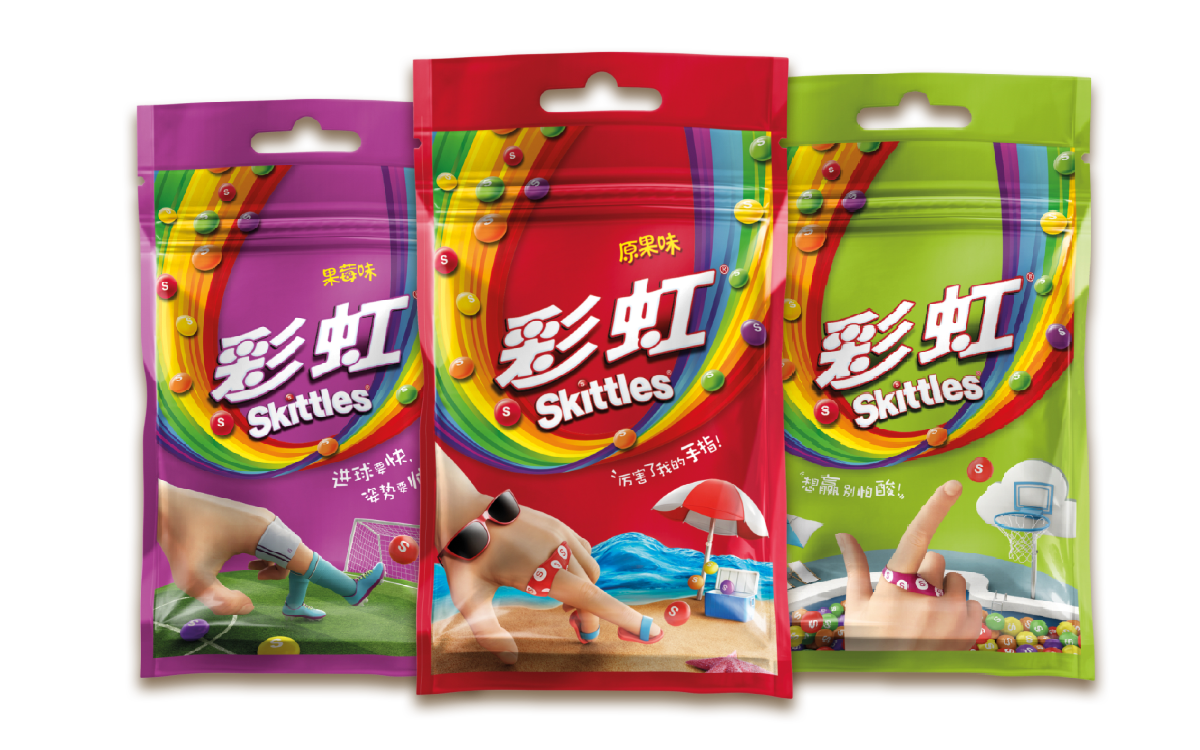 果莓味
彩虹
Skittles
进球要快,
姿势要
原果味
彩虹®
Skittles
厉害了我的手指!
彩虹®
Skittles
想赢别怕酸!